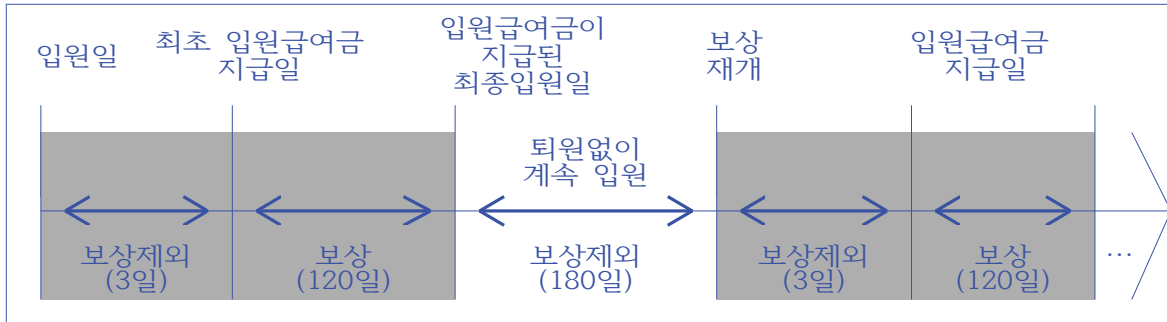 입원일
최초 입원급여금
지급일
입원급여금이
지급된
최종입원일
보상
재개
입원급여금
지급일
퇴원없이
계속 입원
보상제외
(3일)
보상
(120일)
보상제외
(180일)
보상제외
(3일)
보상
(120일)
…